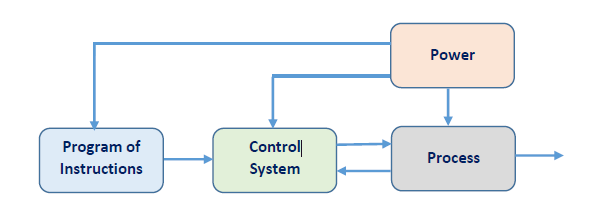 Power
Program of
Instructions
Control
System
Process